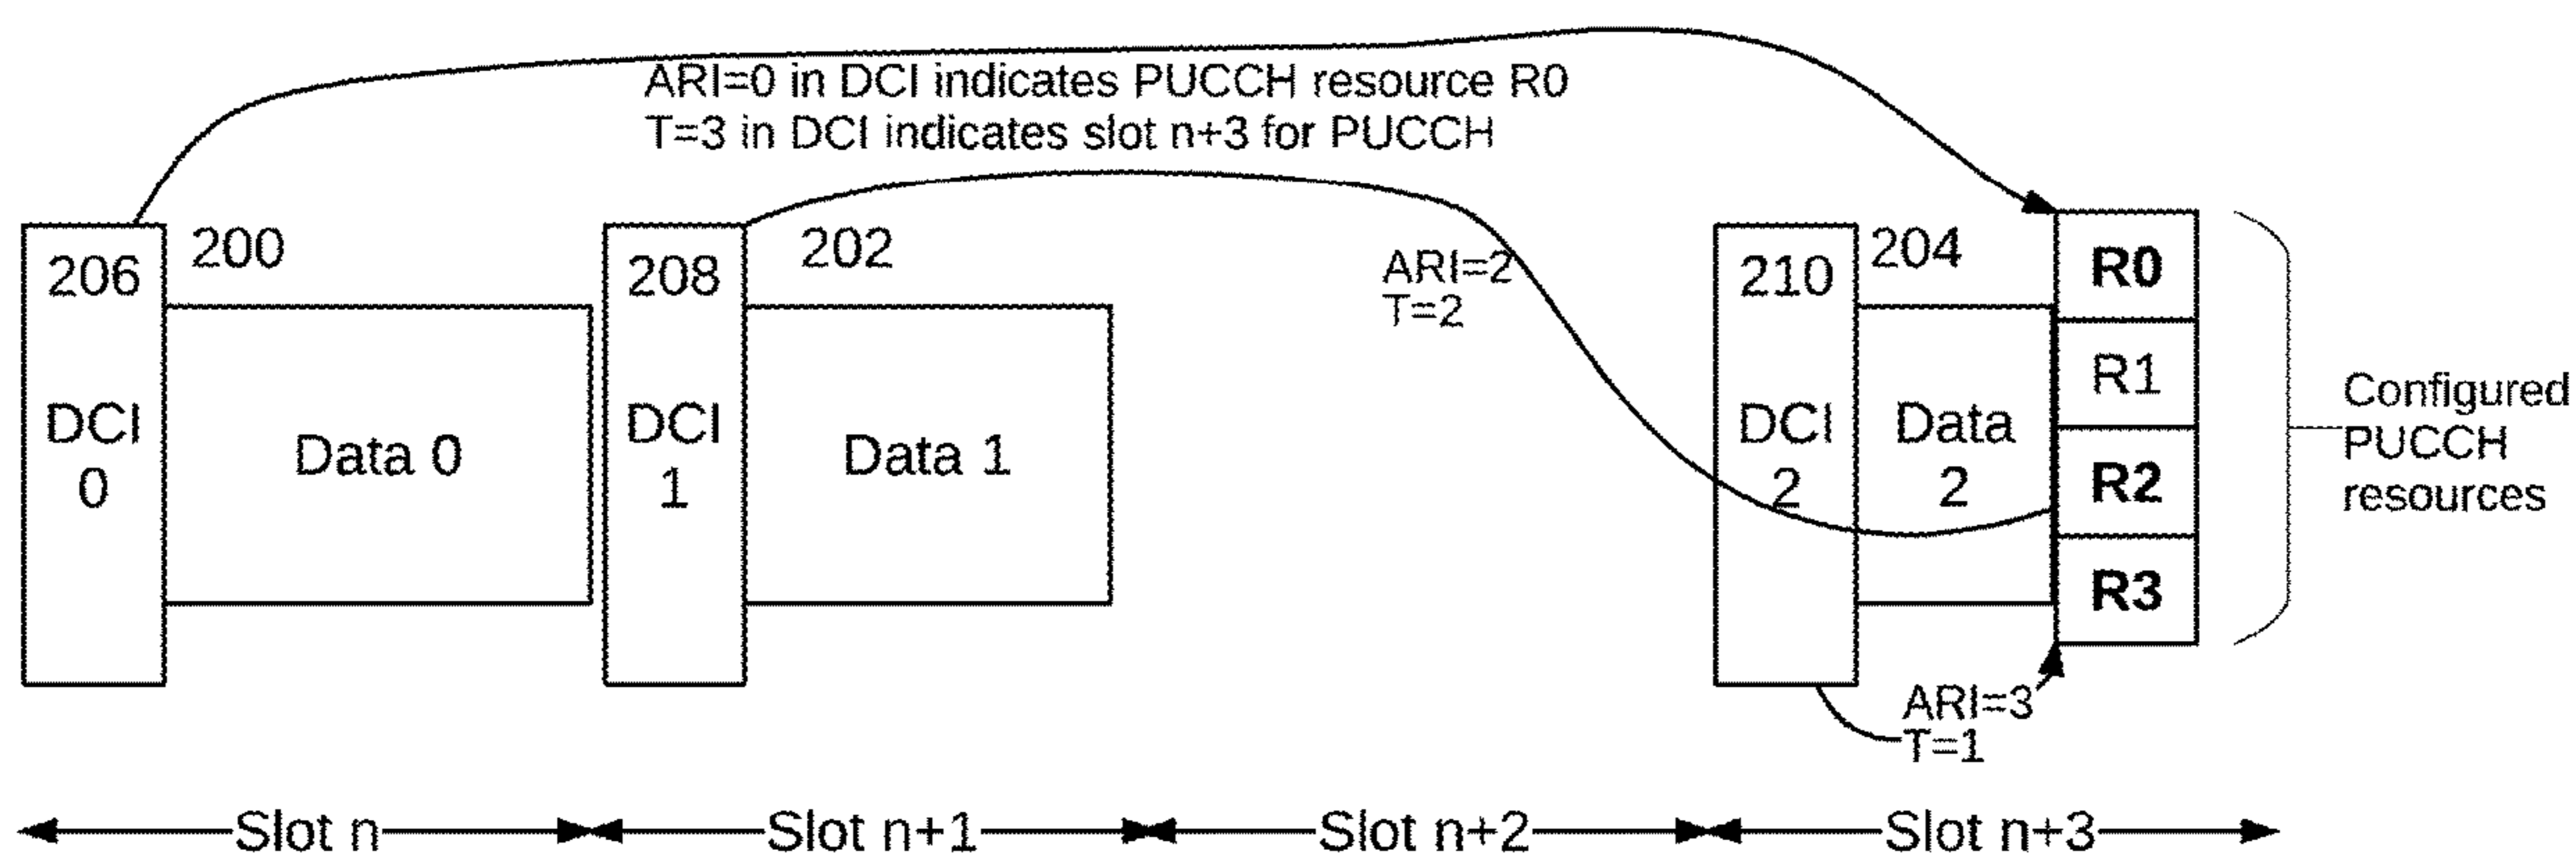 ARI=0 in DCI indicates PUCCH resource R0
T=3 in DCI indicates slot n+3 for PUCCH
206
200
DCI
0
Data 0
208
202
DCI
1
Data 1
ARI=2
T=2
210
204
DCI
2
Data
2
R0
R1
R2
R3
Configured
PUCCH
resources
ARI=3
T=1
Slot n
Slot n+1
Slot n+2
Slot n+3